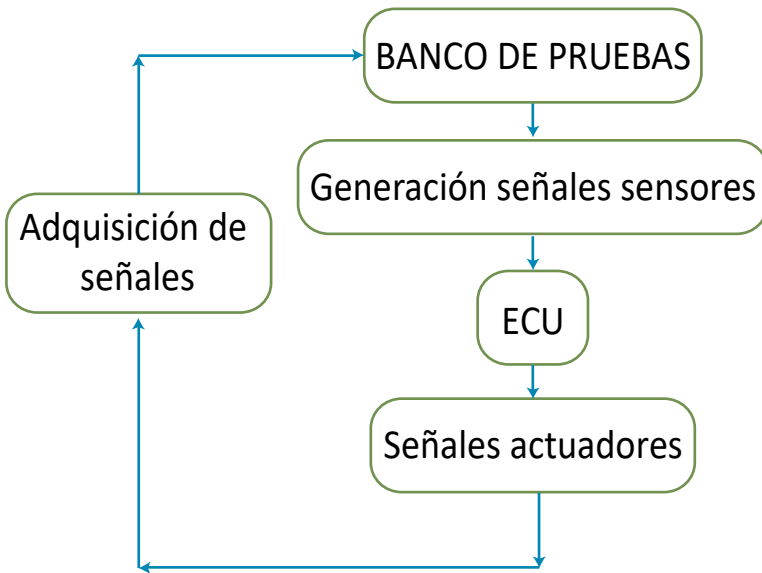 BANCO DE PRUEBAS
Generación señales sensores
Adquisición de
señales
ECU
Señales actuadores